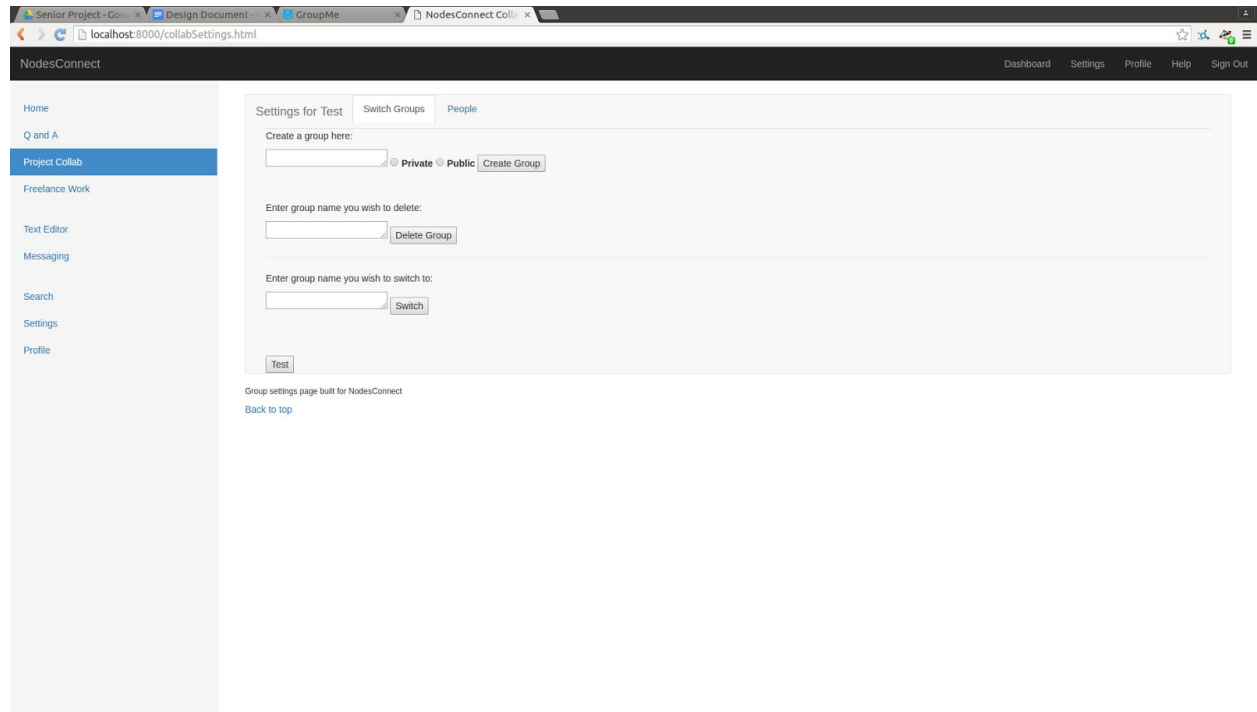 Senior Project - Goo
Design Document -
GroupMe
NodesConnect Colla
localhost:8000/collabSettings.html
NodesConnect
Dashboard Settings Profile Help Sign Out
Home
Q and A
Project Collab
Freelance Work
Text Editor
Messaging
Search
Settings
Profile
Settings for Test Switch Groups People
Create a group here:
Private Public Create Group
Enter group name you wish to delete:
Delete Group
Enter group name you wish to switch to:
Switch
Test
Group settings page built for NodesConnect
Back to top